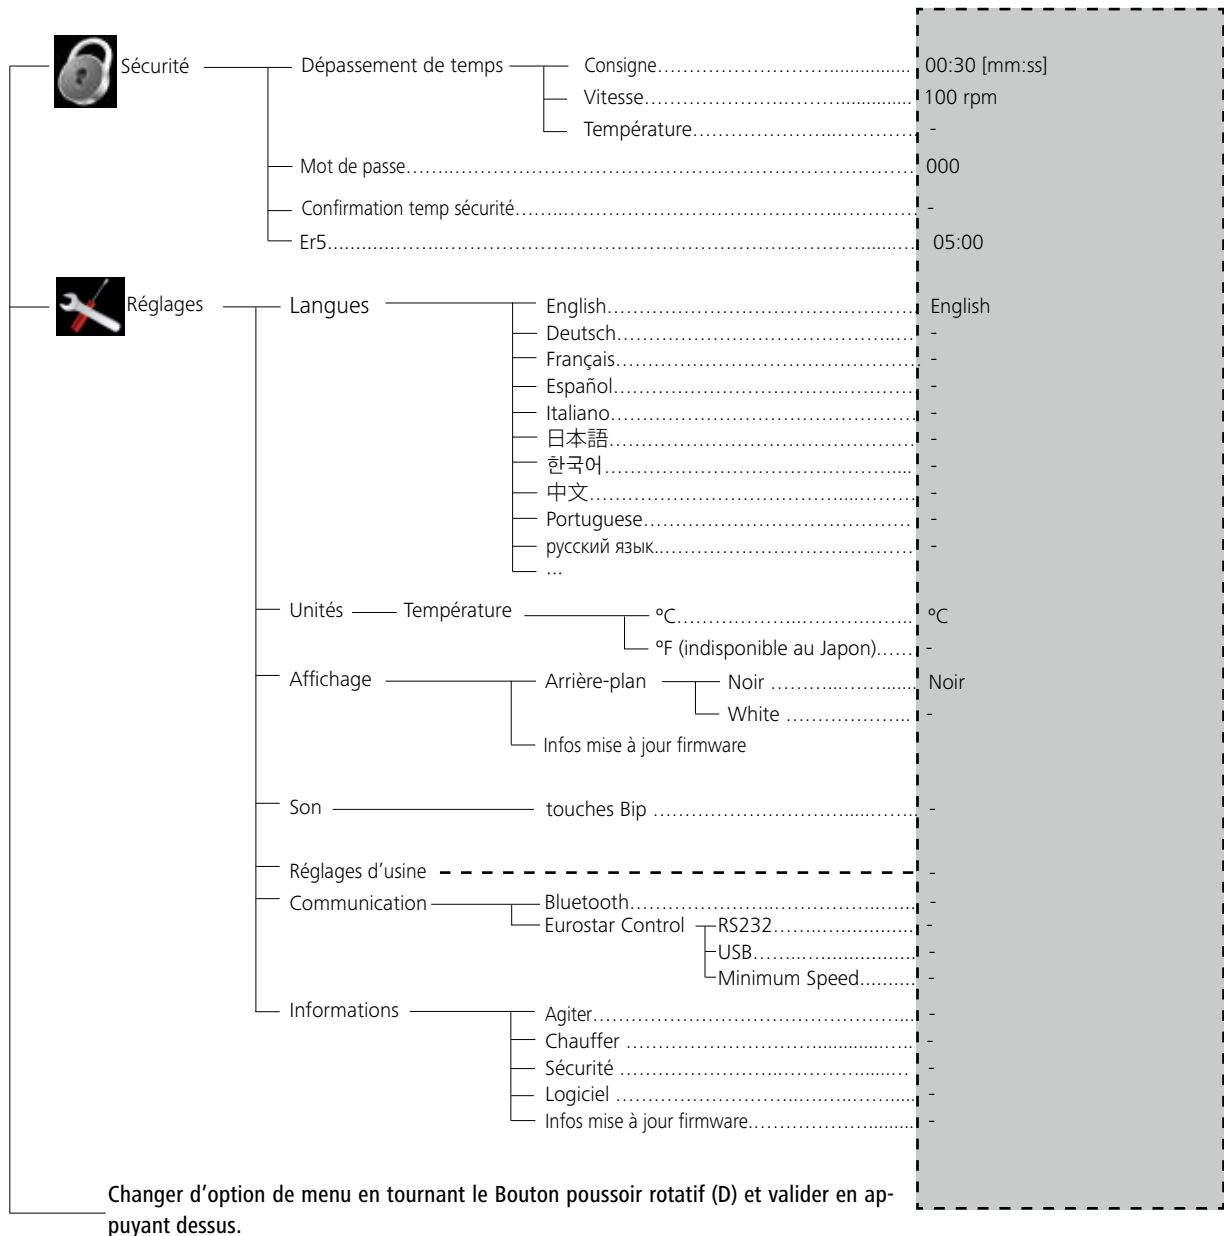 Sécurité Dépassement de temps Consigne……………………............... 00:30 [mm:ss]
Vitesse………………….………............. 100 rpm
Température…………………..………… -
Mot de passe……..……………………………………………………………… 000
Confirmation temp sécurité……..……………………………………..………… -
Er5...........……..……………………………………………………………....... 05:00
Réglages Langues English………………………………………… English
Deutsch……………………………………..… -
Français……………………………………… -
Español……………………………………… -
Italiano……………………………………… -
日本語……………………………………… -
한국어……………………………………... -
中文………………………………....……… -
Portuguese…………………………………… -
русский язык..……………………………… -
…
Unités Température °C………………..………….. °C
°F (indisponible au Japon)…… -
Affichage Arrière-plan Noir ………..……....... Noir
White ……………….. -
Infos mise à jour firmware
Son touches Bip ………………………....…….. -
Réglages d’usine -
Communication Bluetooth…………………..……………..… -
Eurostar Control RS232……..….............. -
USB……..…...................... -
Minimum Speed.......... -
Informations Agiter……………………………………... -
Chauffer ………………………............….. -
Sécurité ……………………..………......… -
Logiciel ……………………..…..……...... -
Infos mise à jour firmware.………………......... -
Changer d’option de menu en tournant le Bouton poussoir rotatif (D) et valider en ap-
puyant dessus.